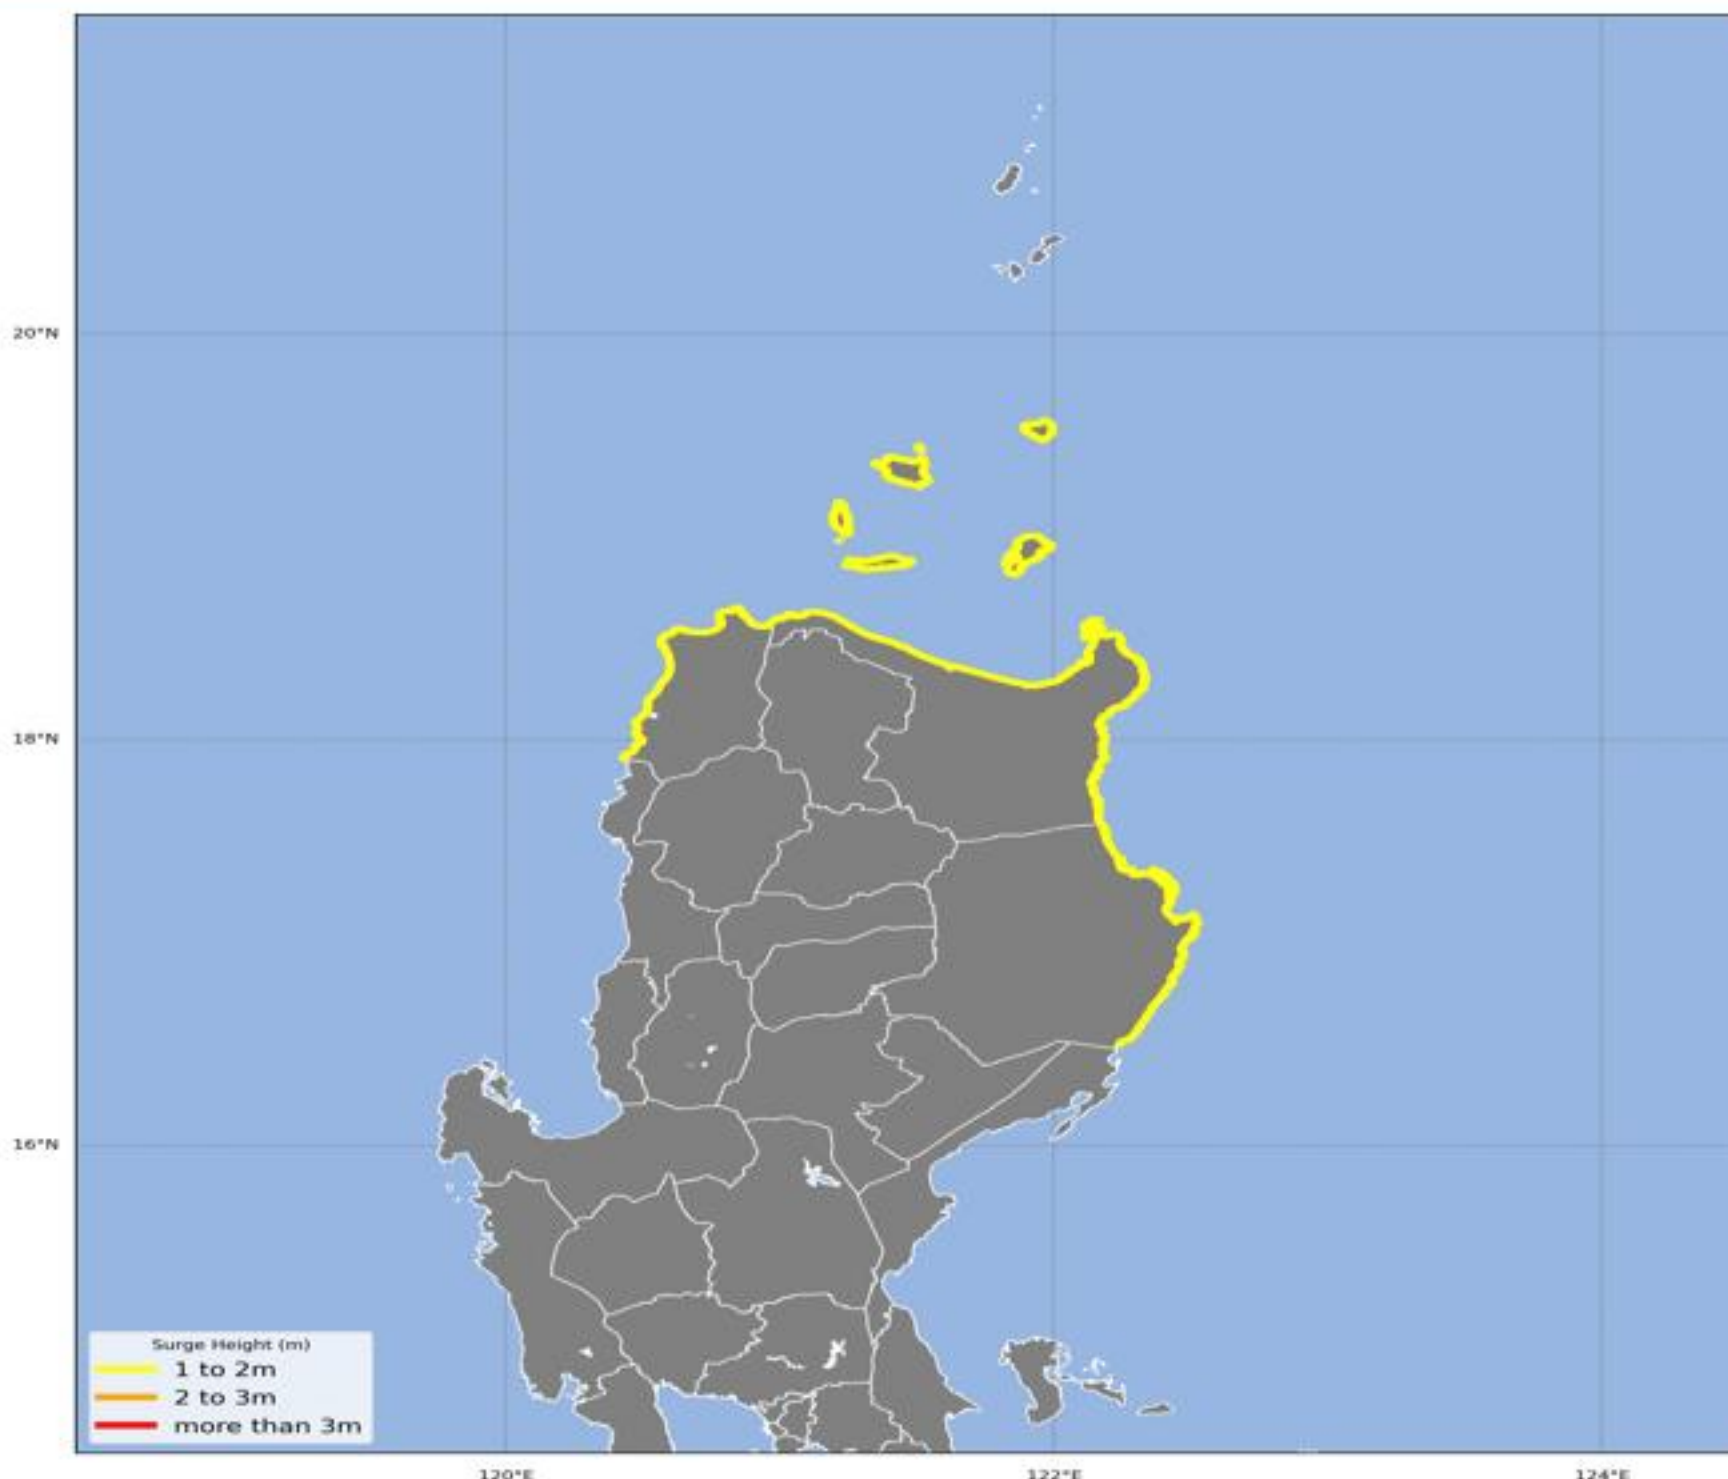 20°N
18°N
16°N
Surge Height (m)
1 to 2m
2 to 3m
more than 3m
120°E
122°E
124°E